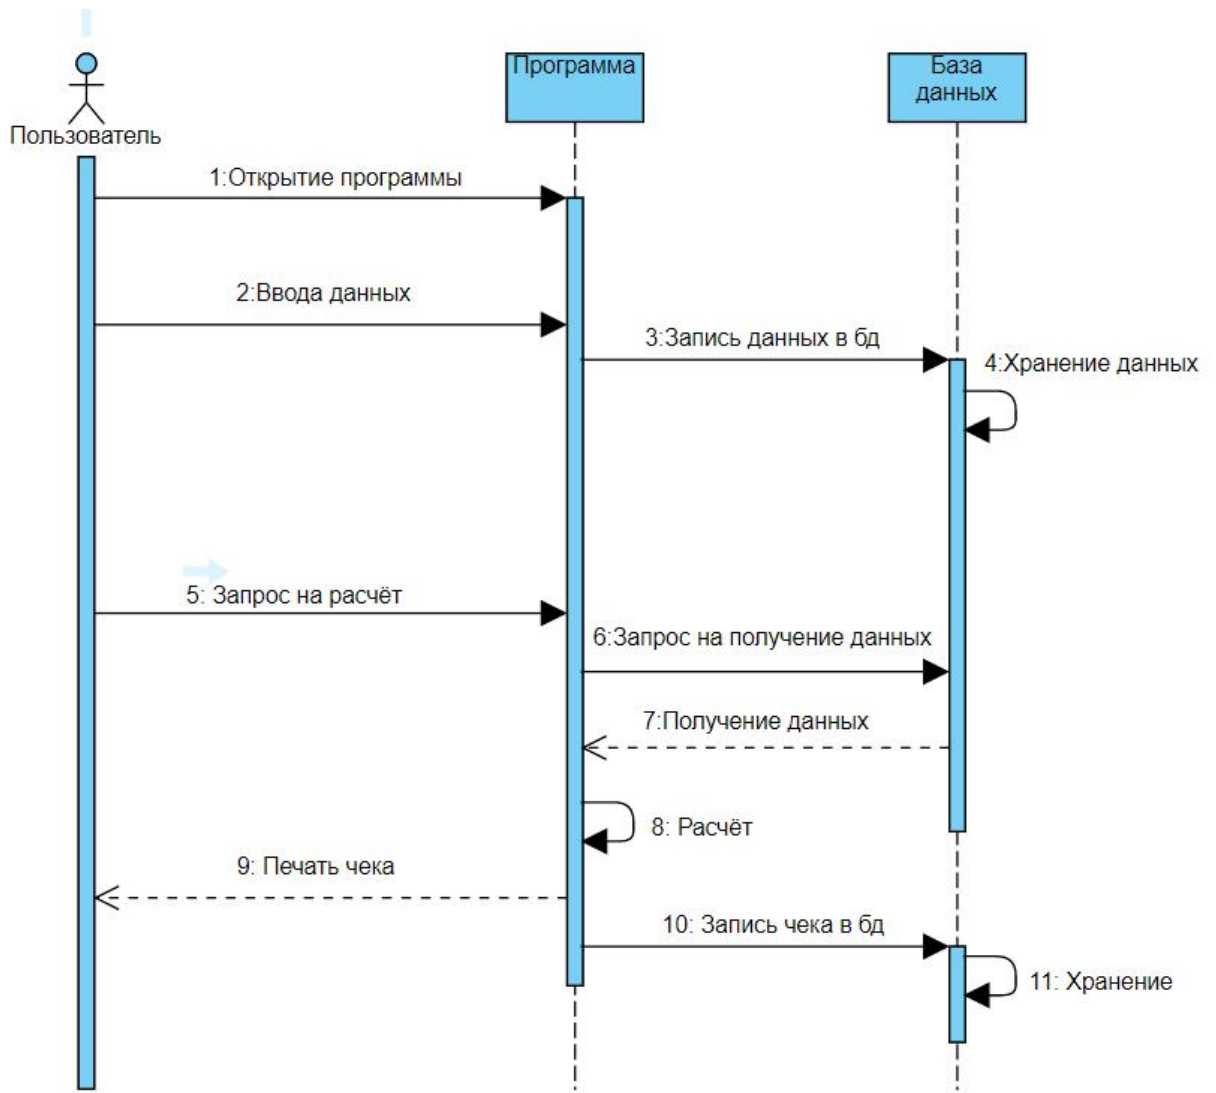 Пользователь
Программа
База
данных
1:Открытие программы
2:Ввода данных
3:Запись данных в бд
4:Хранение данных
5: Запрос на расчёт
6:Запрос на получение данных
7:Получение данных
8: Расчёт
9: Печать чека
10: Запись чека в бд
11: Хранение